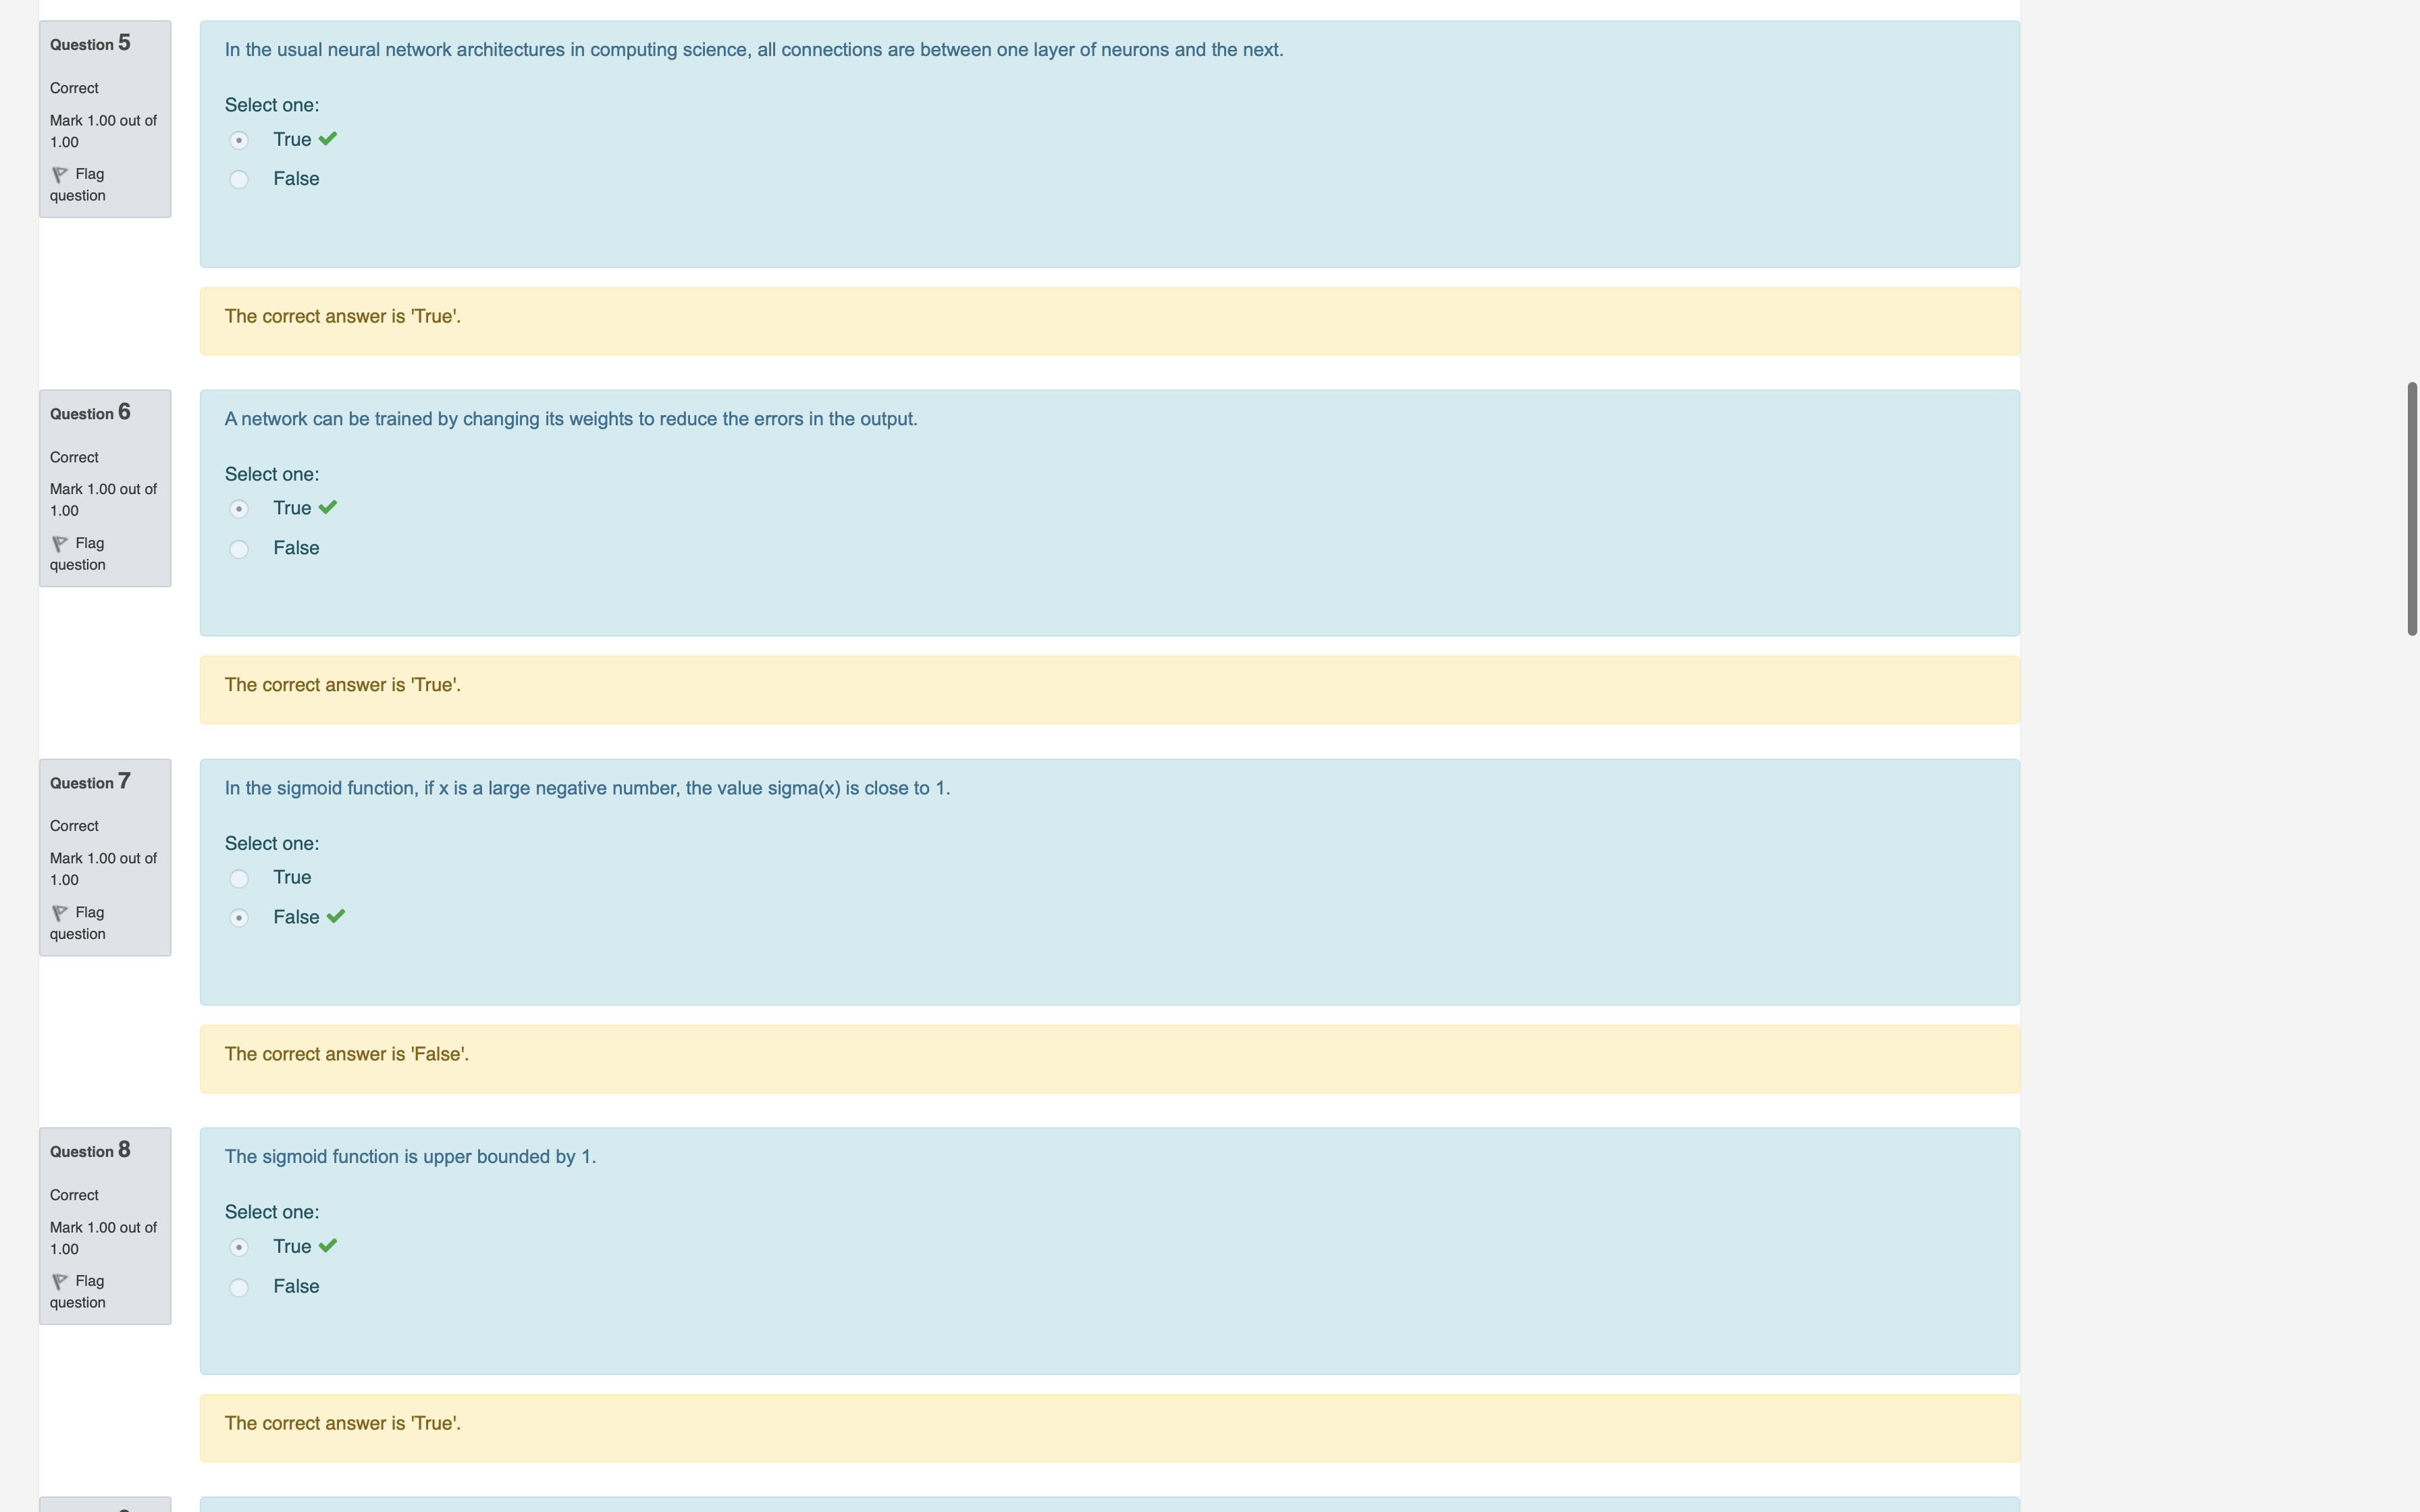 Question 5
Correct
Mark 1.00 out of
1.00
Flag
question
In the usual neural network architectures in computing science, all connections are between one layer of neurons and the next.
Select one:
True
False
The correct answer is 'True'.
Question 6
Correct
Mark 1.00 out of
1.00
Flag
question
A network can be trained by changing its weights to reduce the errors in the output.
Select one:
True
False
The correct answer is 'True'.
Question 7
Correct
Mark 1.00 out of
1.00
Flag
question
In the sigmoid function, if x is a large negative number, the value sigma(x) is close to 1.
Select one:
True
False
The correct answer is 'False'.
Question 8
Correct
Mark 1.00 out of
1.00
Flag
question
The sigmoid function is upper bounded by 1.
Select one:
True
False
The correct answer is 'True'.